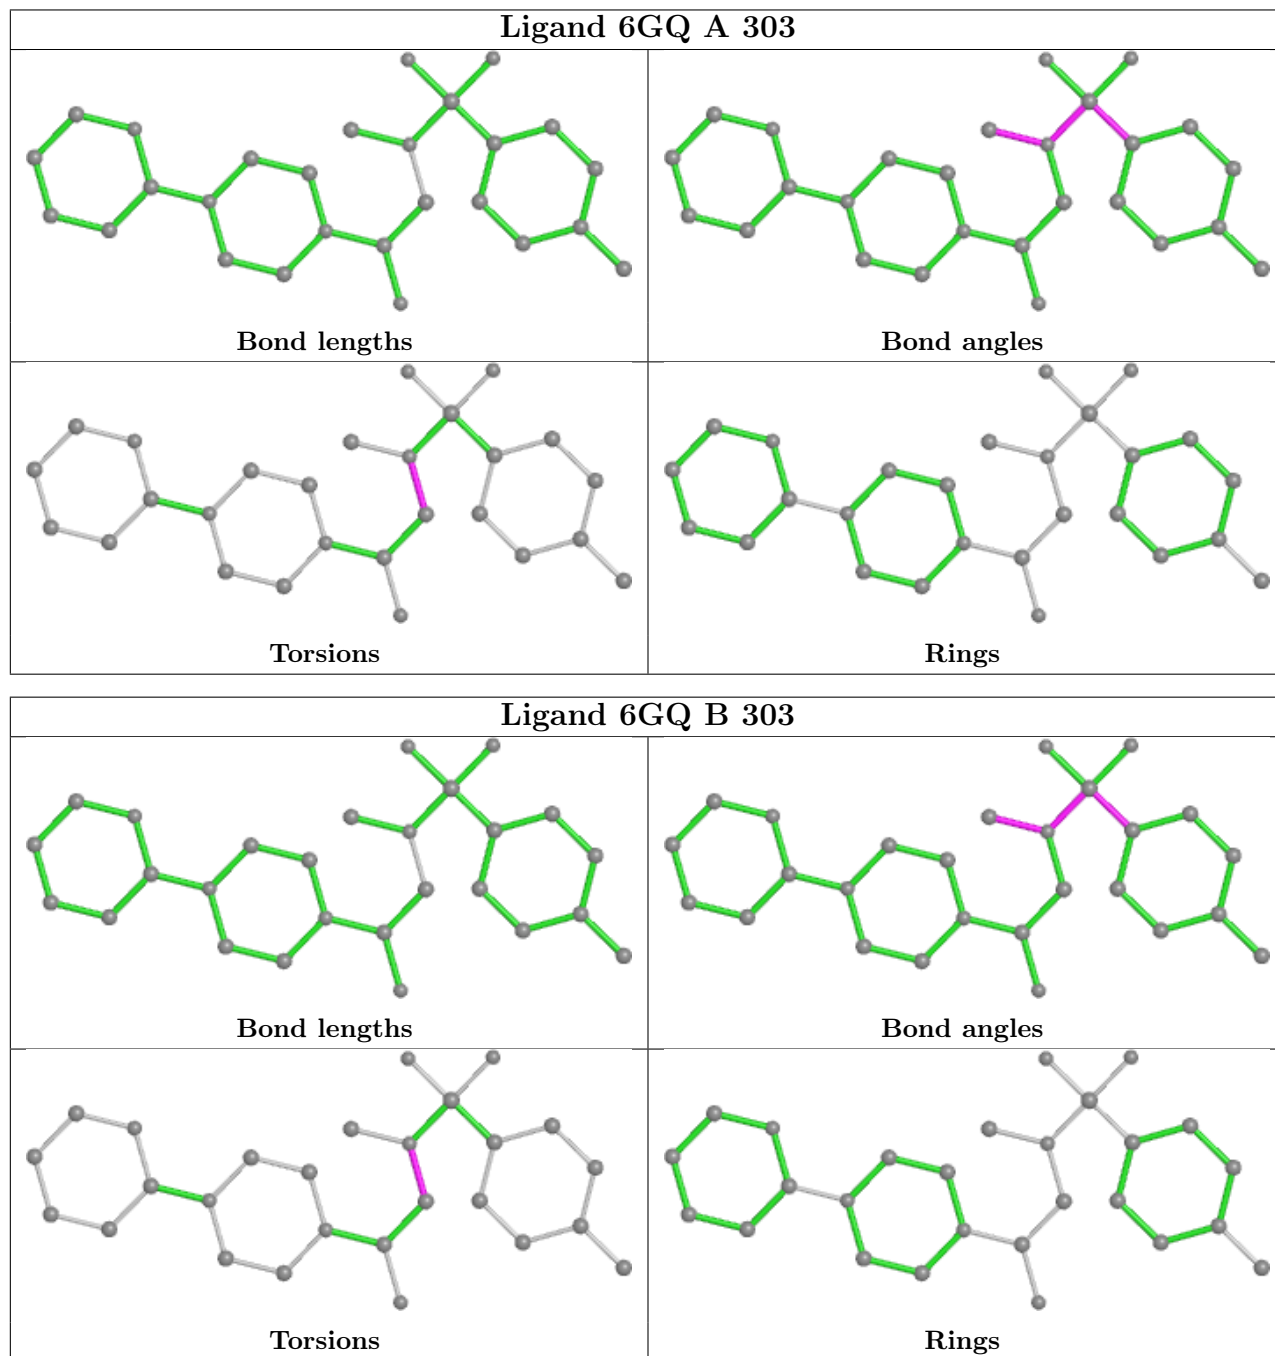 Ligand 6GQ A 303
Bond lengths
Bond angles
Torsions
Rings
Ligand 6GQ B 303
Bond lengths
Bond angles
Torsions
Rings